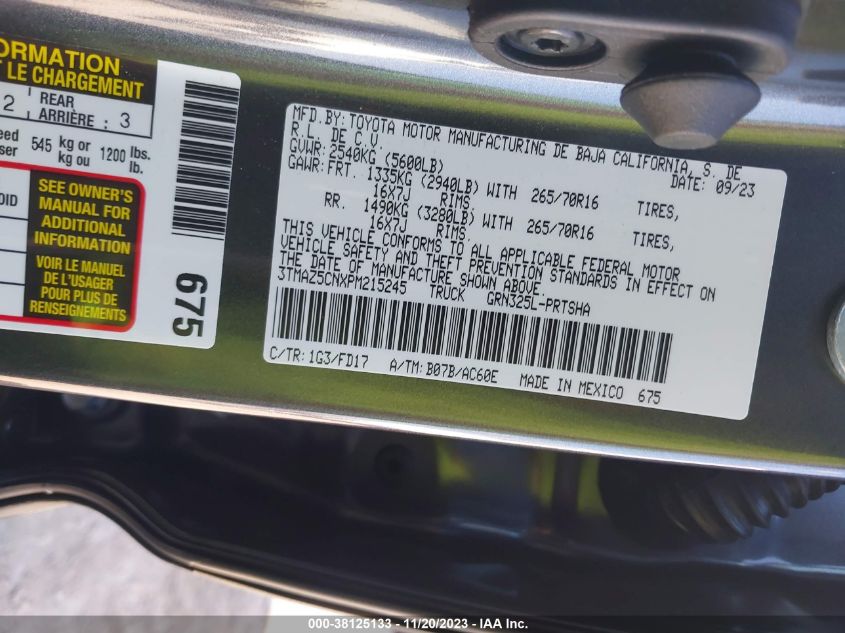 ORMATION
LE CHARGEMENT
2 REAR
ARRIÈRE : 3
545 kg or 1200 lbs.
kg ou lb.
SEE OWNER'S
MANUAL FOR
ADDITIONAL
INFORMATION
VOIR LE MANUEL
DE L'USAGER
POUR PLUS DE
RENSEIGNEMENTS
675
MFD.BY:TOYOTA MOTOR MANUFACTURING DE BAJA CALIFORNIA, S. DE
R.L. DE C.V. DATE: 09/23
GVWR:2540KG (5600LB)
GAWR:FRT. 1335KG (2940LB) WITH 265/70R16 TIRES,
16X7J RIMS,
RR. 1490KG (3280LB) WITH 265/70R16 TIRES,
16X7J RIMS.
THIS VEHICLE CONFORMS TO ALL APPLICABLE FEDERAL MOTOR
VEHICLE SAFETY AND THEFT PREVENTION STANDARDS IN EFFECT ON
THE DATE OF MANUFACTURE SHOWN ABOVE.
3TMAZ5CNXPM215245 TRUCK GRN325L-PRTSHA
C/TR:1G3/FD17 A/TM:B07B/AC60E MADE IN MEXICO 675
000-38125133 - 11/20/2023 - IAAI.com